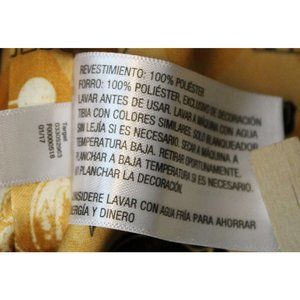 REVESTIMIENTO: 100% POLIÉSTER
FORRO: 100% POLIÉSTER, EXCLUSIVO DE DECORACIÓN
LAVAR ANTES DE USAR. LAVAR A MÁQUINA CON AGUA
TIBIA CON COLORES SIMILARES. SOLO BLANQUEADOR
SIN LEJÍA SI ES NECESARIO. SECAR A MÁQUINA A
TEMPERATURA BAJA. RETIRAR OPORTUNAMENTE.
PLANCHAR A BAJA TEMPERATURA SI ES NECESARIO.
PLANCHAR LA DECORACIÓN
CONSIDERE LAVAR CON AGUA FRÍA PARA AHORRAR
ENERGÍA Y DINERO
Target
01/17